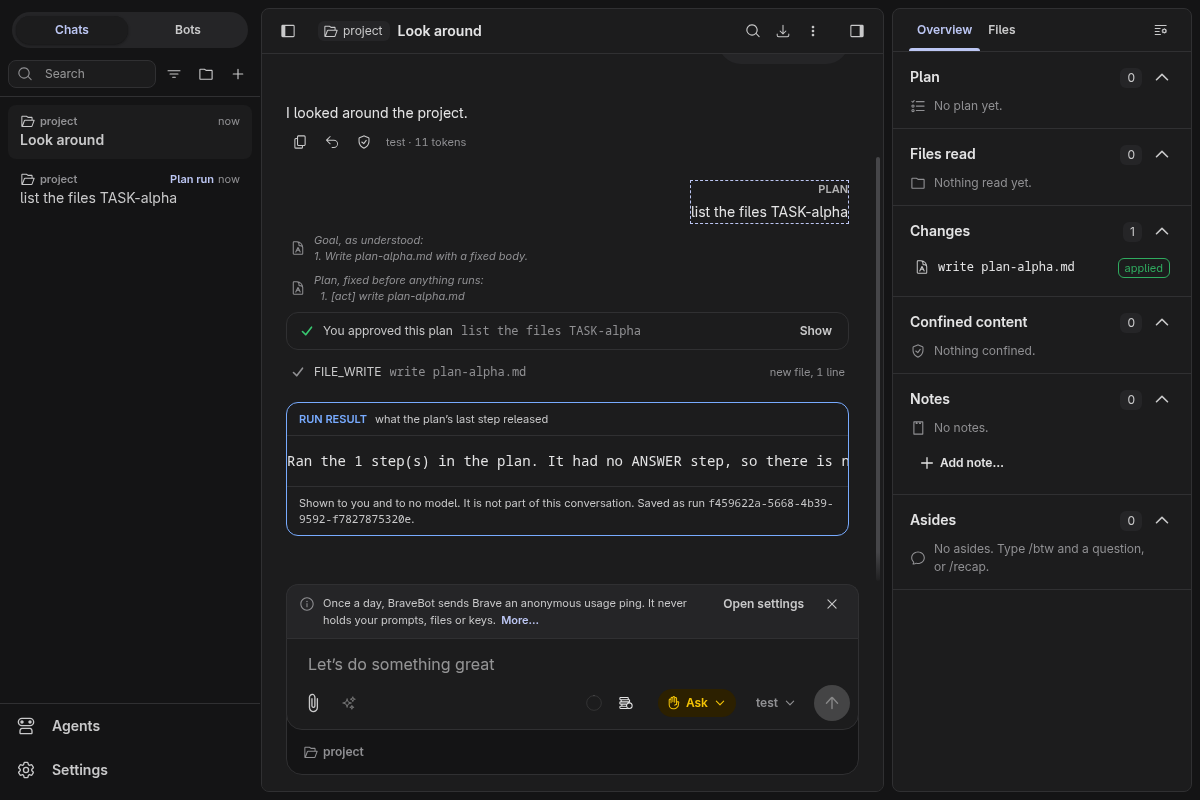 Chats
Bots
Search
project
now
Look around
project
Plan run now
list the files TASK-alpha
Agents
Settings
project
Look around
I looked around the project.
test · 11 tokens
PLAN
list the files TASK-alpha
Goal, as understood:
1. Write plan-alpha.md with a fixed body.
Plan, fixed before anything runs:
1. [act] write plan-alpha.md
You approved this plan list the files TASK-alpha
Show
FILE_WRITE write plan-alpha.md
new file, 1 line
RUN RESULT what the plan's last step released
Ran the 1 step(s) in the plan. It had no ANSWER step, so there is
Shown to you and to no model. It is not part of this conversation. Saved as run f459622a-5668-4b39-
9592-f7827875320e.
Once a day, BraveBot sends Brave an anonymous usage ping. It never
holds your prompts, files or keys. More...
Open settings
Let's do something great
Ask
test
project
Overview
Files
Plan
0
No plan yet.
Files read
0
Nothing read yet.
Changes
1
write plan-alpha.md
applied
Confined content
0
Nothing confined.
Notes
0
No notes.
Add note...
Asides
0
No asides. Type /btw and a question,
or /recap.